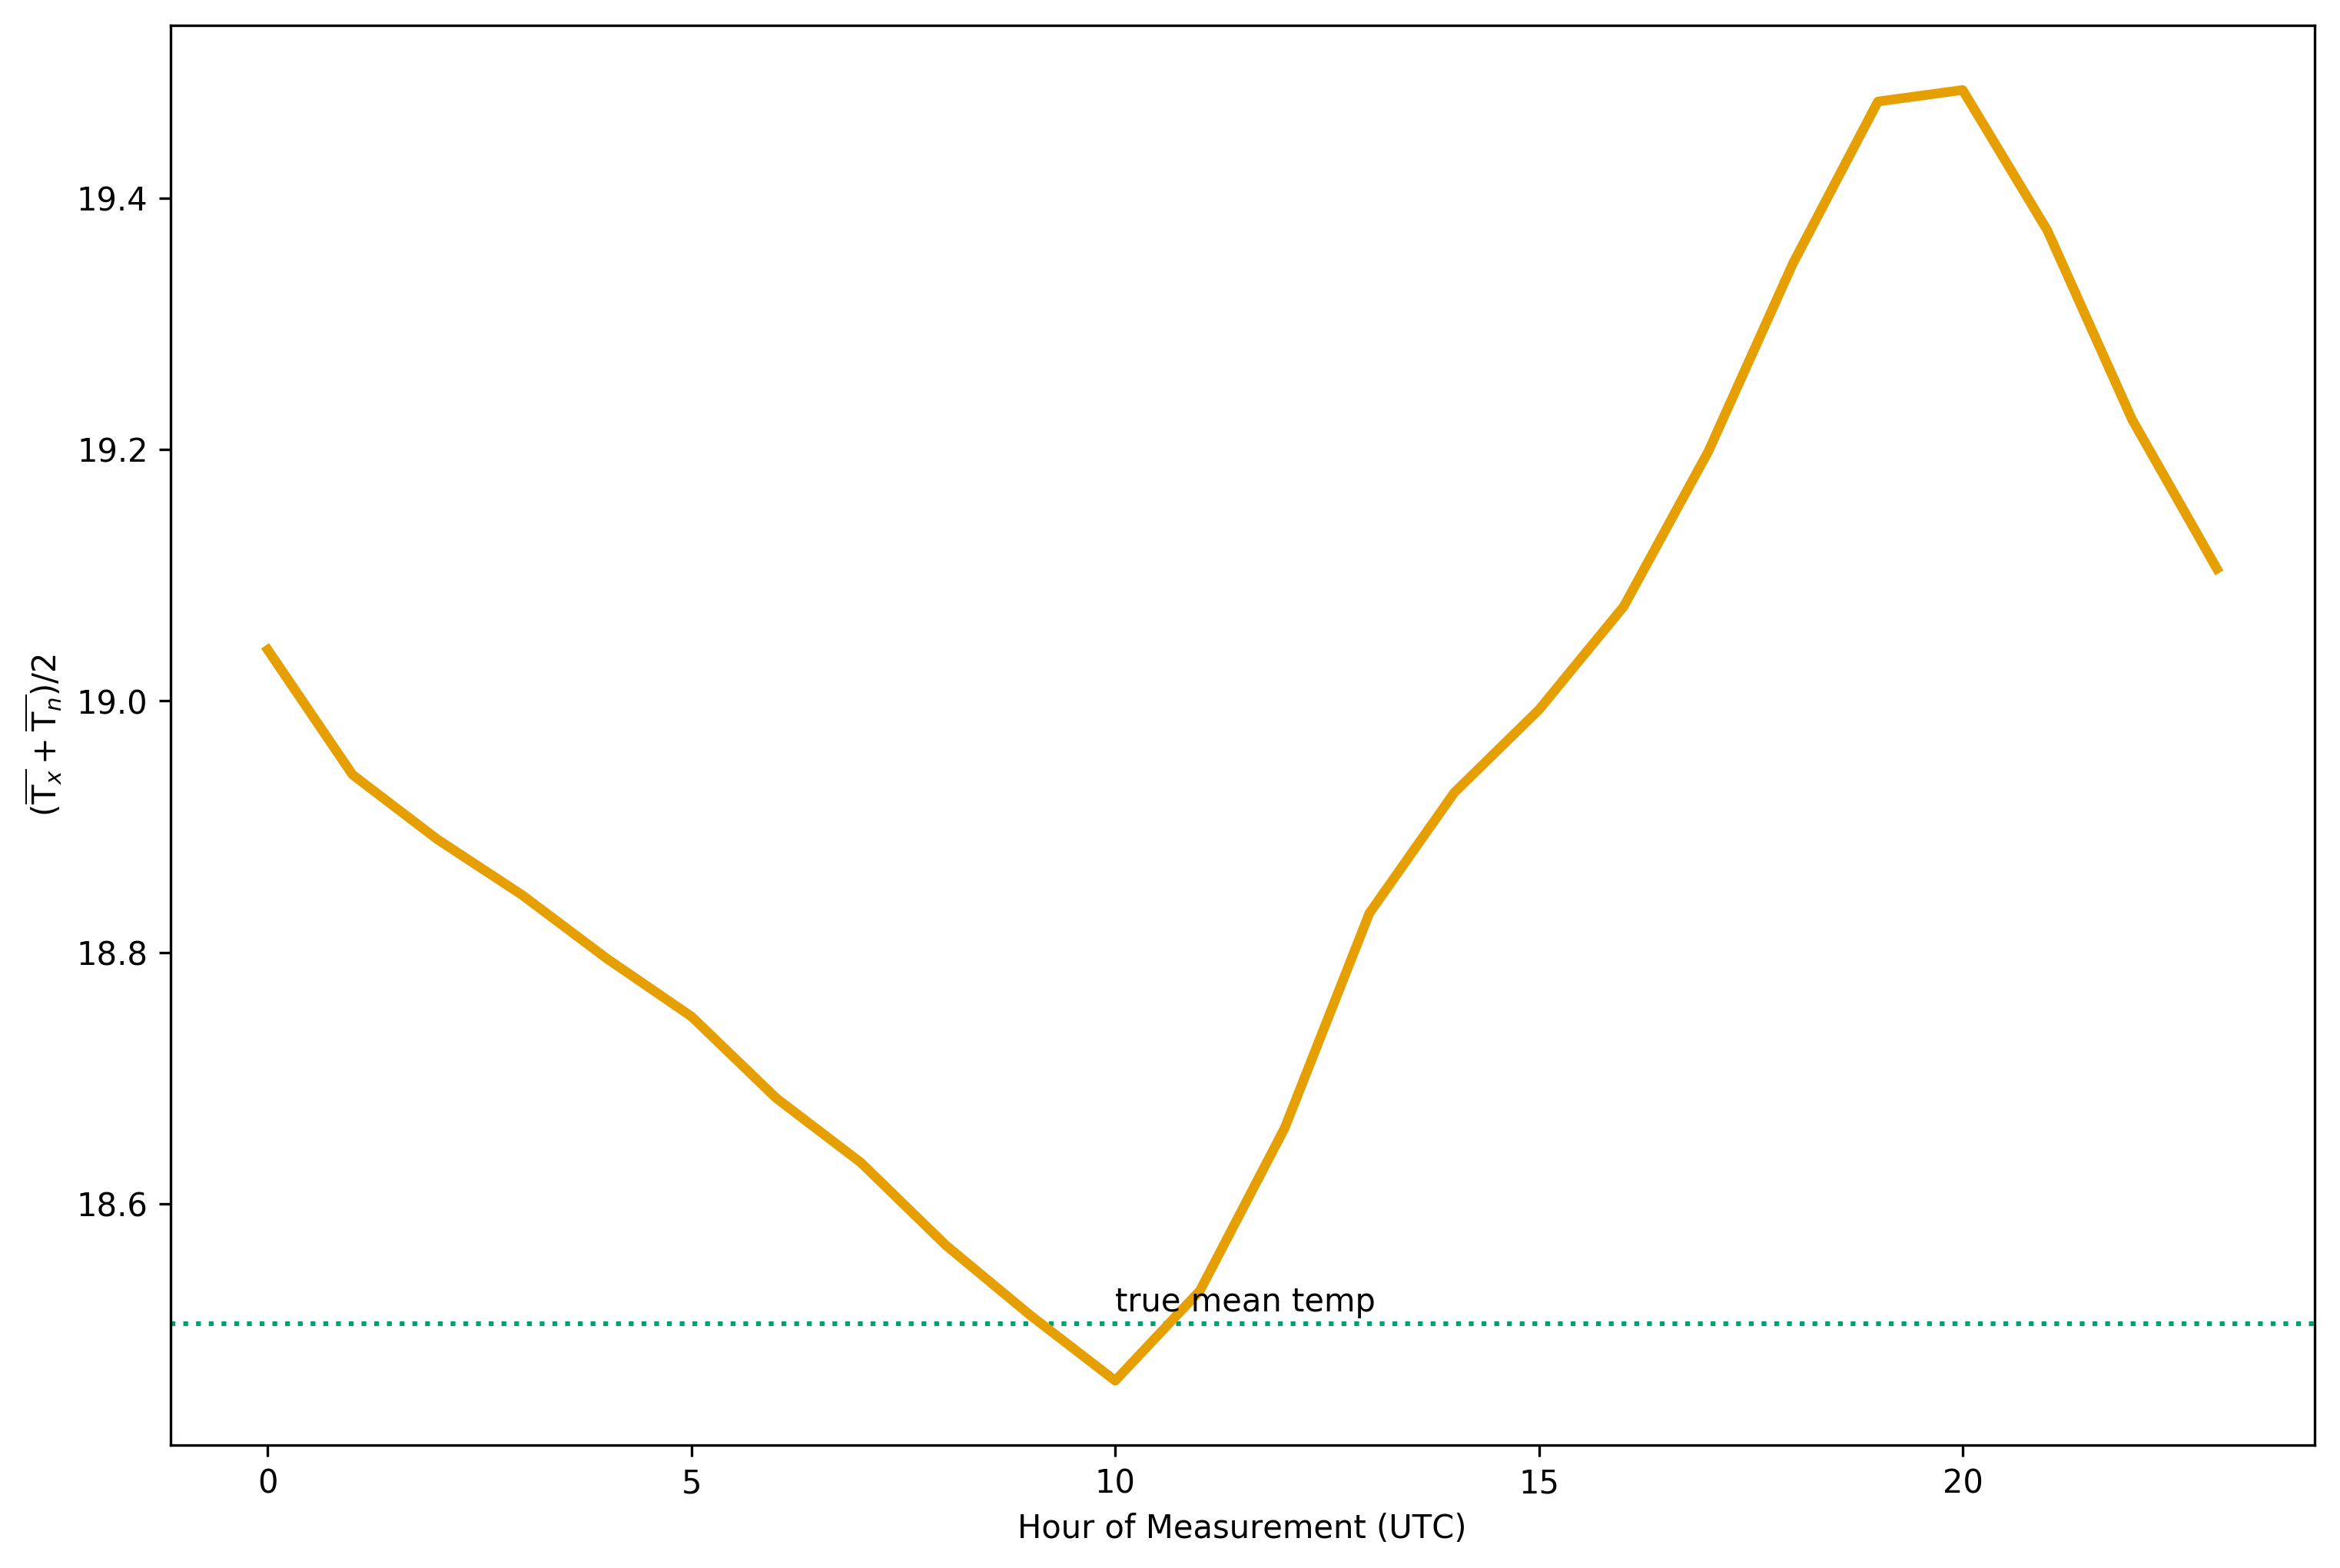 19.4
19.2
19.0
18.8
18.6
(T̅ₓ + T̅ₙ)/2
true mean temp
0 5 10 15 20
Hour of Measurement (UTC)